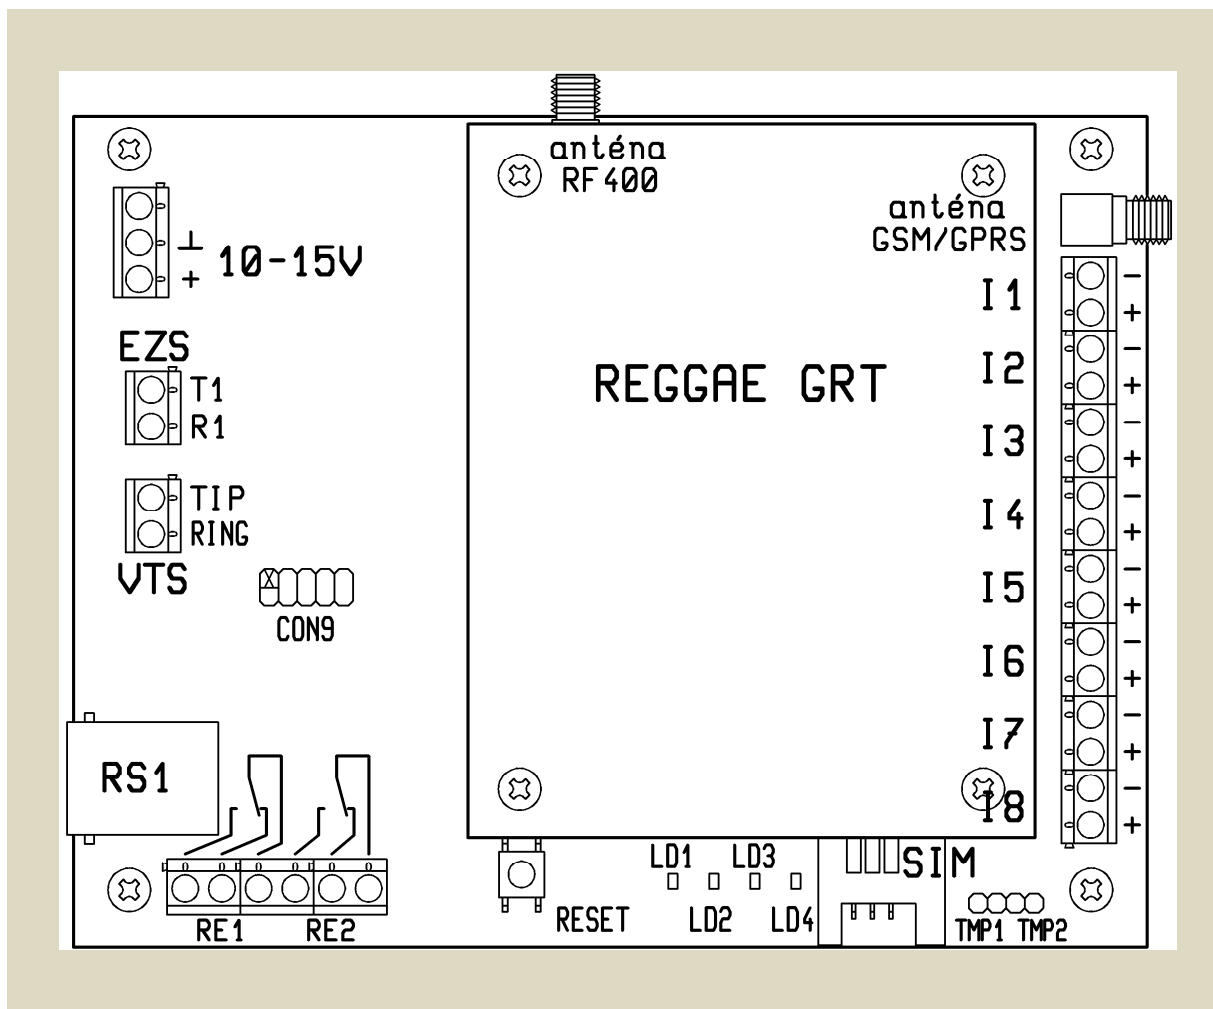 anténa
RF400
anténa
GSM/GPRS
⊥
+ 10-15V
EZS
T1
R1
TIP
RING
VTS
CON9
RS1
RE1 RE2
REGGAE GRT
I1 - +
I2 - +
I3 - +
I4 - +
I5 - +
I6 - +
I7 - +
I8 - +
RESET
LD1 LD3
LD2 LD4
SIM
TMP1 TMP2